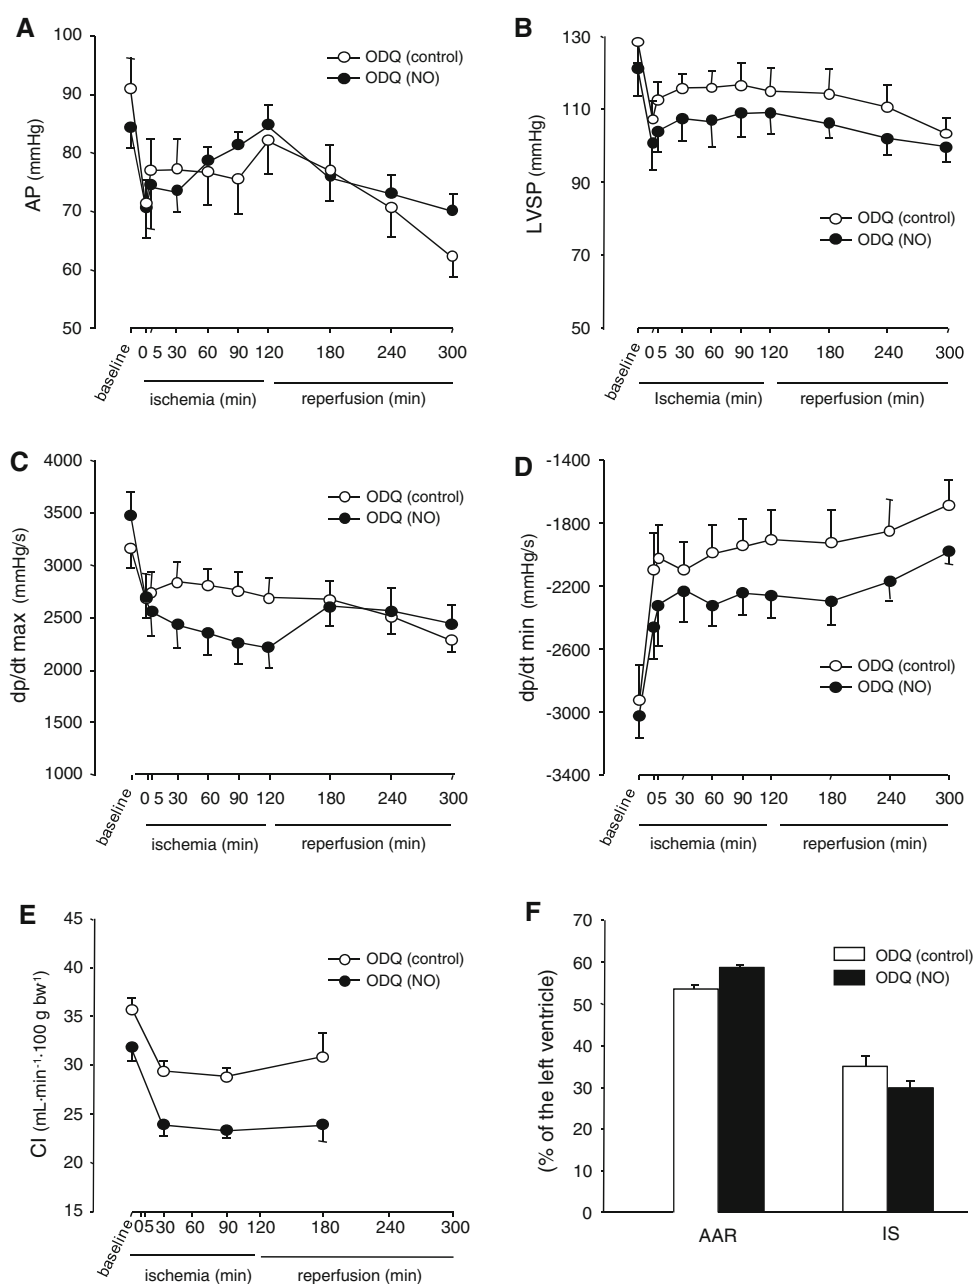 A
AP (mmHg)
100
90
80
70
60
50
ODQ (control)
ODQ (NO)
baseline
0 5 30 60 90 120 180 240 300
ischemia (min) reperfusion (min)
B
LVSP (mmHg)
130
110
90
70
50
ODQ (control)
ODQ (NO)
baseline
0 5 30 60 90 120 180 240 300
Ischemia (min) reperfusion (min)
C
dp/dt max (mmHg/s)
4000
3500
3000
2500
2000
1500
1000
ODQ (control)
ODQ (NO)
baseline
0 5 30 60 90 120 180 240 300
ischemia (min) reperfusion (min)
D
dp/dt min (mmHg/s)
-1400
-1800
-2200
-2600
-3000
-3400
ODQ (control)
ODQ (NO)
baseline
05 30 60 90 120 180 240 300
ischemia (min) reperfusion (min)
E
CI (mL·min⁻¹·100 g bw⁻¹)
45
40
35
30
25
20
15
ODQ (control)
ODQ (NO)
baseline
0 5 30 60 90 120 180 240 300
ischemia (min) reperfusion (min)
F
(% of the left ventricle)
70
60
50
40
30
20
10
0
ODQ (control)
ODQ (NO)
AAR IS